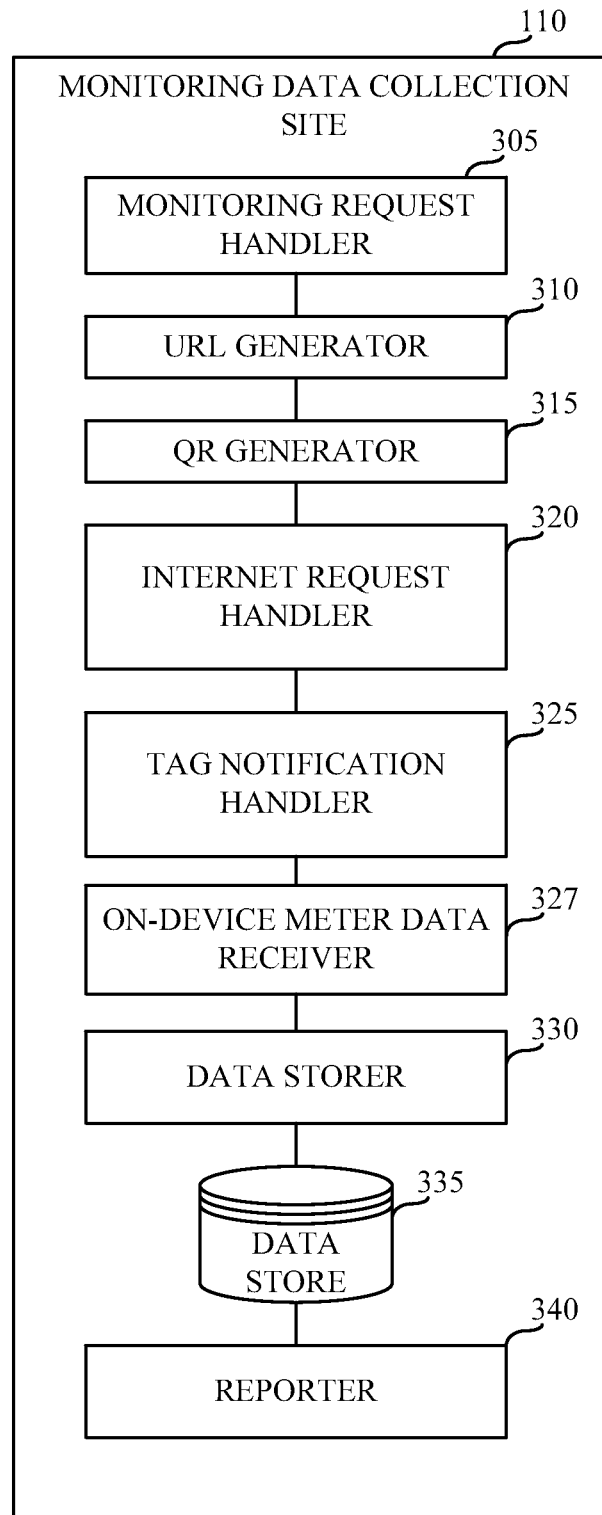 110
MONITORING DATA COLLECTION
SITE
305
MONITORING REQUEST
HANDLER
310
URL GENERATOR
315
QR GENERATOR
320
INTERNET REQUEST
HANDLER
325
TAG NOTIFICATION
HANDLER
327
ON-DEVICE METER DATA
RECEIVER
330
DATA STORER
335
DATA
STORE
340
REPORTER